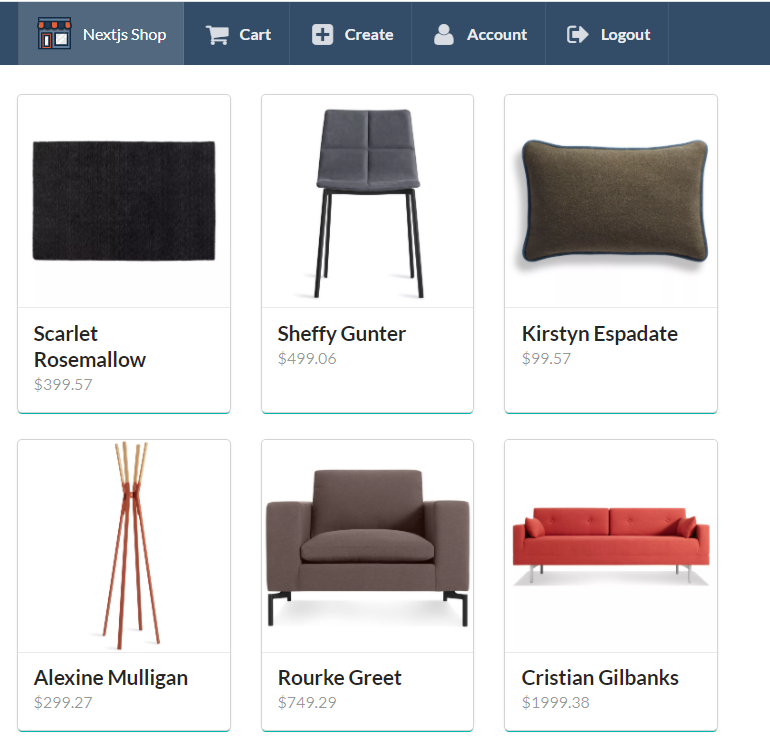 Nextjs Shop Cart Create Account Logout
Scarlet Rosemallow
$399.57
Sheffy Gunter
$499.06
Kirstyn Espadate
$99.57
Alexine Mulligan
$299.27
Rourke Greet
$749.29
Cristian Gilbanks
$1999.38